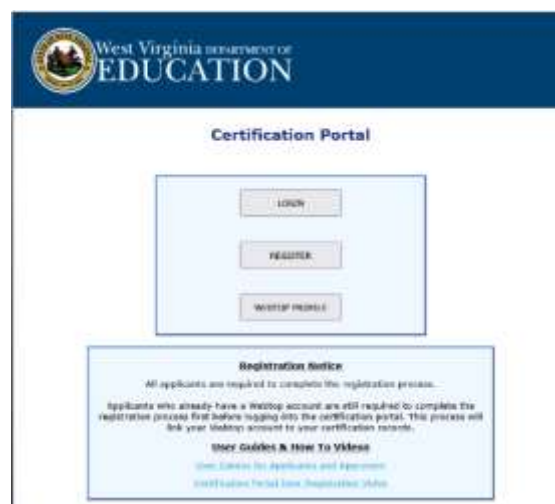 West Virginia DEPARTMENT OF
EDUCATION
Certification Portal
LOGIN
REGISTER
WEBTOP PROFILE
Registration Notice
All applicants are required to complete the registration process.
Applicants who already have a Webtop account are still required to complete the
registration process first before logging into the certification portal. This process will
link your Webtop account to your certification records.
User Guides & How To Videos
User Guides for Applicants and Approvers
Certification Portal User Registration Video